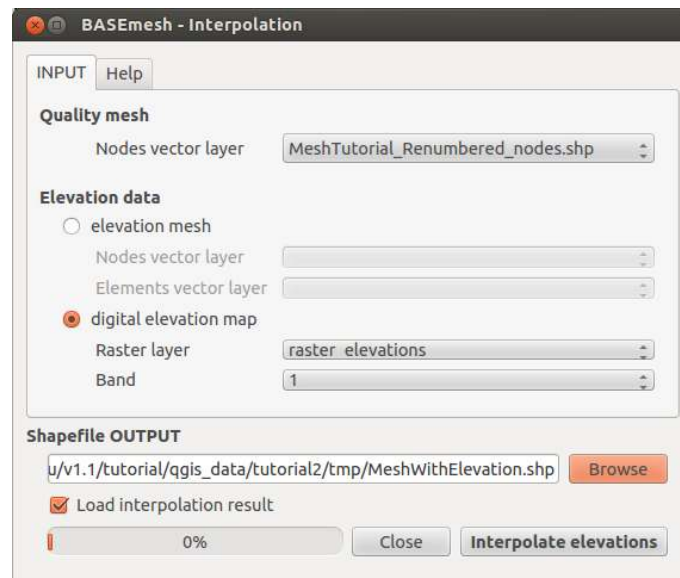 BASEmesh - Interpolation
INPUT Help
Quality mesh
Nodes vector layer MeshTutorial_Renumbered_nodes.shp
Elevation data
elevation mesh
Nodes vector layer
Elements vector layer
digital elevation map
Raster layer raster_elevations
Band 1
Shapefile OUTPUT
u/v1.1/tutorial/qgis_data/tutorial2/tmp/MeshWithElevation.shp Browse
Load interpolation result
0% Close Interpolate elevations